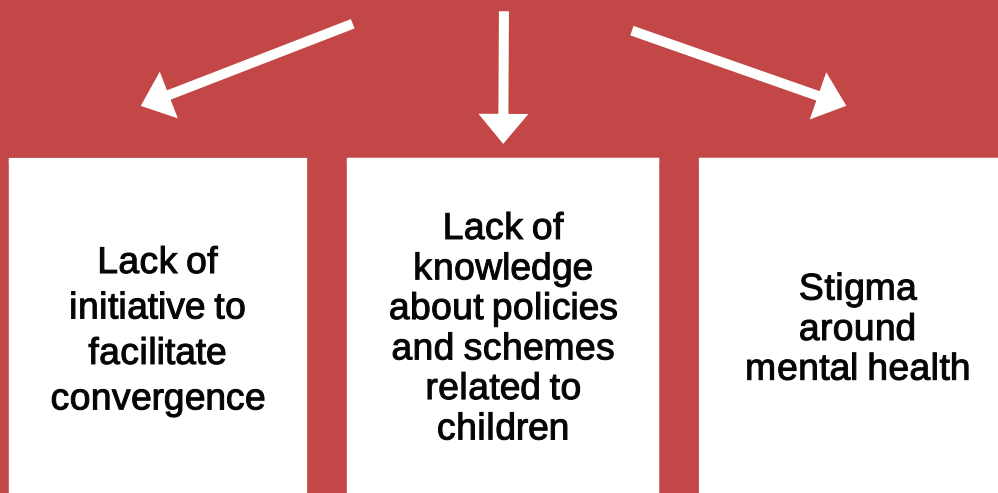 Lack of
initiative to
facilitate
convergence
Lack of
knowledge
about policies
and schemes
related to
children
Stigma
around
mental health